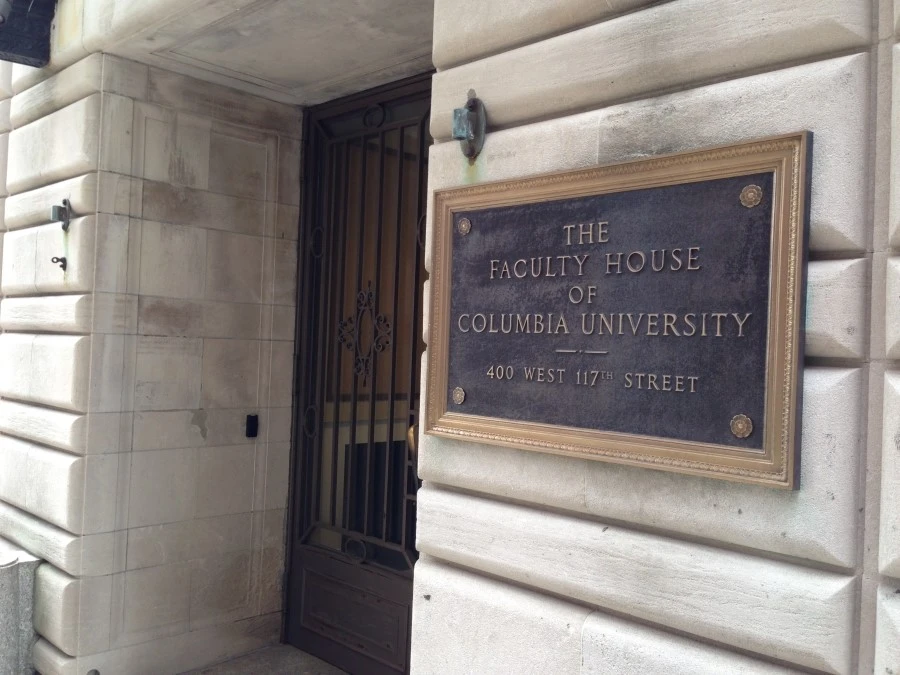 THE
FACULTY HOUSE
OF
COLUMBIA UNIVERSITY
400 WEST 117TH STREET